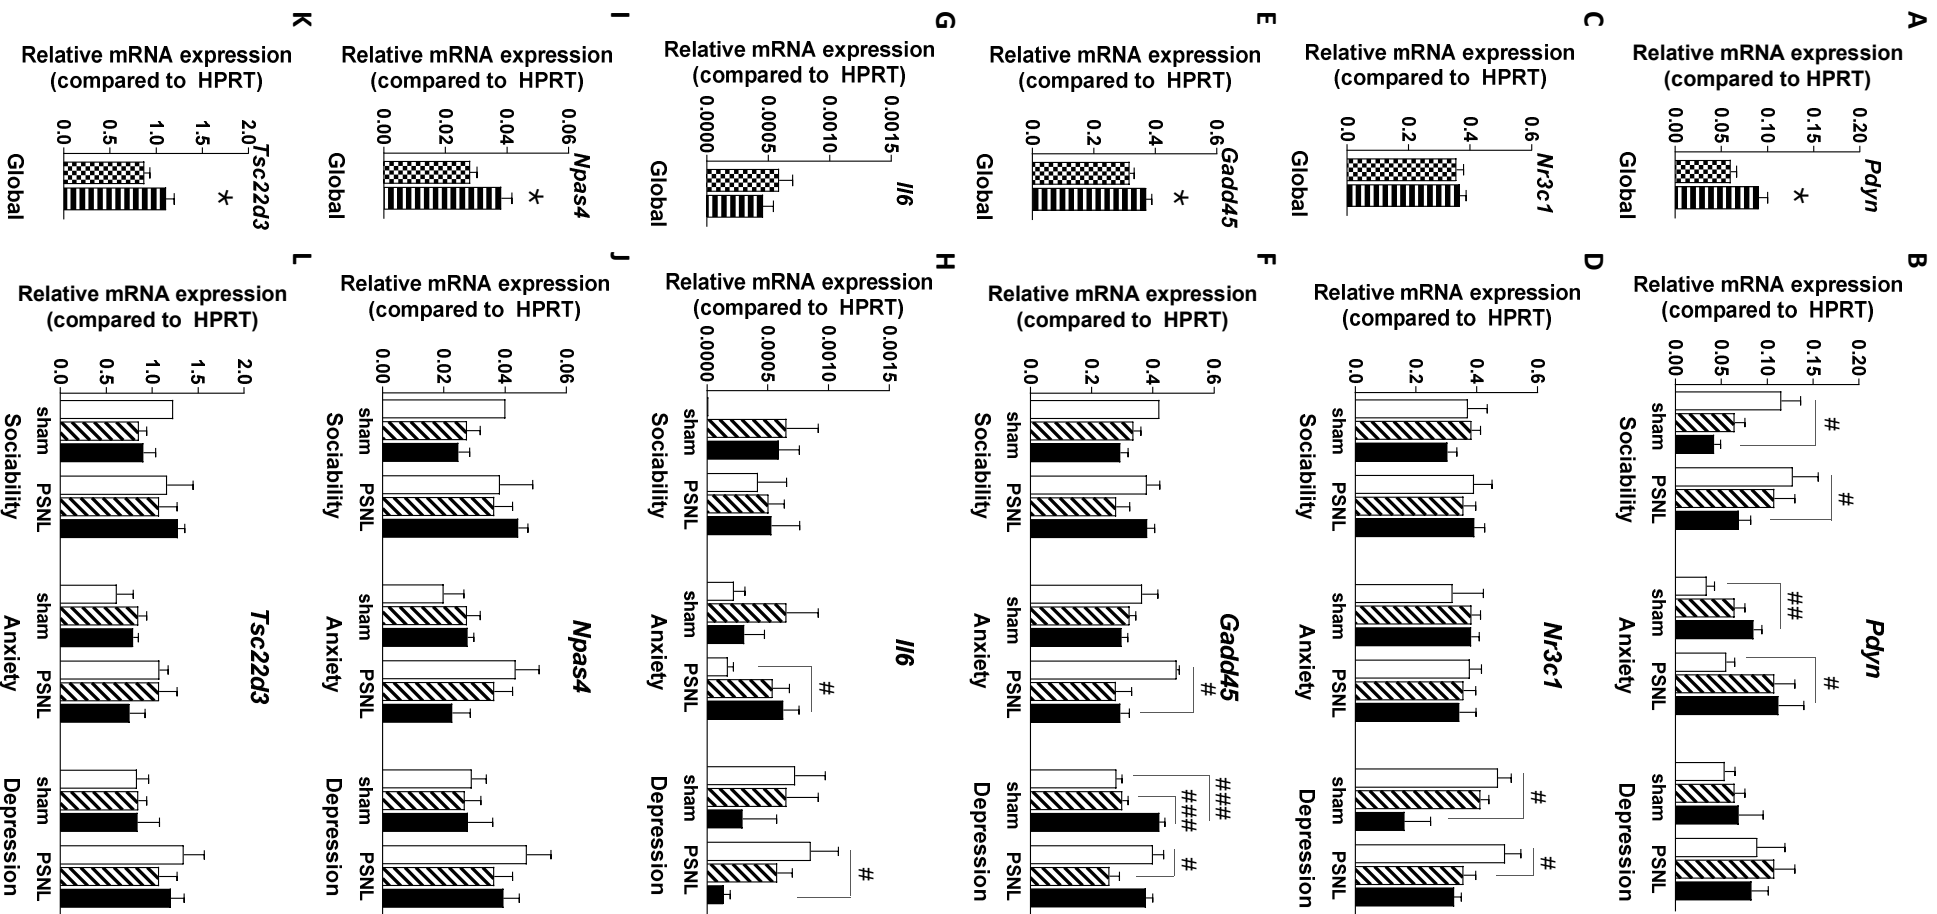 A
Pdyn
Relative mRNA expression
(compared to HPRT)
0.20
0.15
0.10
0.05
0.00
*
Global
B
Pdyn
Relative mRNA expression
(compared to HPRT)
0.20
0.15
0.10
0.05
0.00
# # ## #
sham PSNL sham PSNL sham PSNL
Sociability Anxiety Depression
C
Nr3c1
Relative mRNA expression
(compared to HPRT)
0.6
0.4
0.2
0.0
Global
D
Nr3c1
Relative mRNA expression
(compared to HPRT)
0.6
0.4
0.2
0.0
# #
sham PSNL sham PSNL sham PSNL
Sociability Anxiety Depression
E
Gadd45
Relative mRNA expression
(compared to HPRT)
0.6
0.4
0.2
0.0
*
Global
F
Gadd45
Relative mRNA expression
(compared to HPRT)
0.6
0.4
0.2
0.0
###
# ### #
sham PSNL sham PSNL sham PSNL
Sociability Anxiety Depression
G
Il6
Relative mRNA expression
(compared to HPRT)
0.0015
0.0010
0.0005
0.0000
Global
H
Il6
Relative mRNA expression
(compared to HPRT)
0.0015
0.0010
0.0005
0.0000
# #
sham PSNL sham PSNL sham PSNL
Sociability Anxiety Depression
I
Npas4
Relative mRNA expression
(compared to HPRT)
0.06
0.04
0.02
0.00
*
Global
J
Npas4
Relative mRNA expression
(compared to HPRT)
0.06
0.04
0.02
0.00
sham PSNL sham PSNL sham PSNL
Sociability Anxiety Depression
K
Tsc22d3
Relative mRNA expression
(compared to HPRT)
2.0
1.5
1.0
0.5
0.0
*
Global
L
Tsc22d3
Relative mRNA expression
(compared to HPRT)
2.0
1.5
1.0
0.5
0.0
sham PSNL sham PSNL sham PSNL
Sociability Anxiety Depression